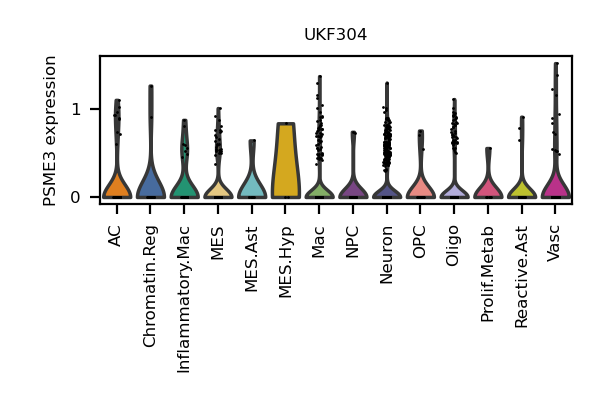 UKF304
PSME3 expression
1
0
AC
Chromatin.Reg
Inflammatory.Mac
MES
MES.Ast
MES.Hyp
Mac
NPC
Neuron
OPC
Oligo
Prolif.Metab
Reactive.Ast
Vasc